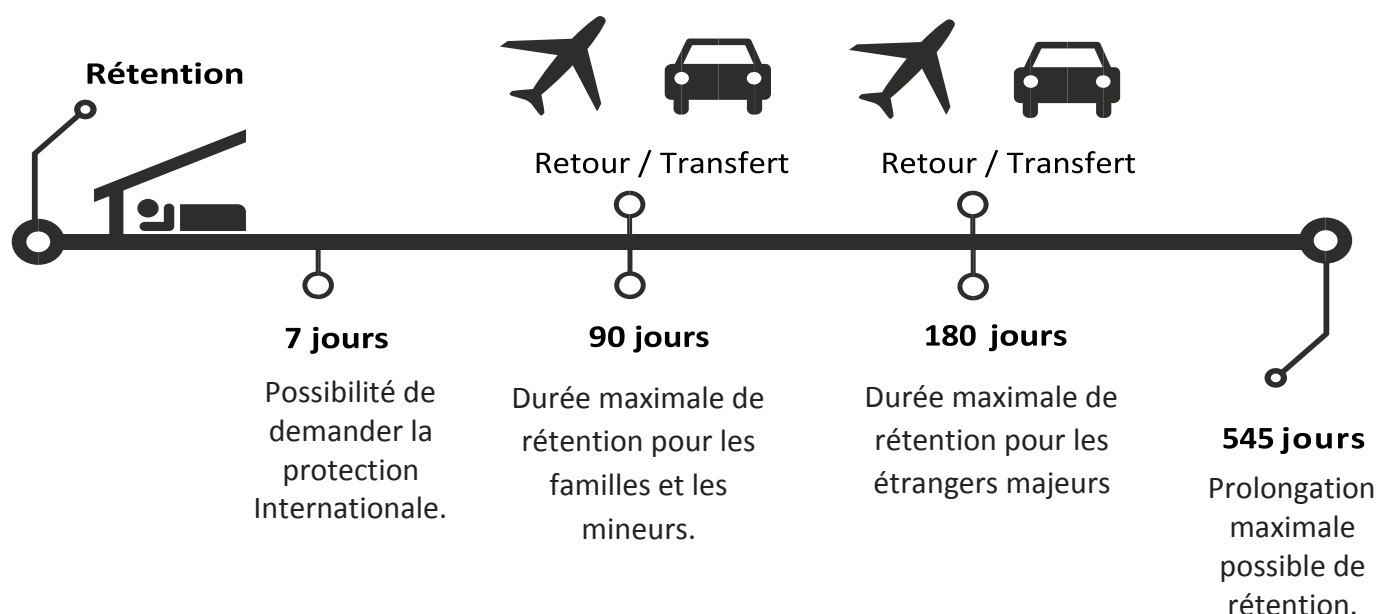 Rétention
Retour / Transfert
Retour / Transfert
7 jours
Possibilité de
demander la
protection
Internationale.
90 jours
Durée maximale de
rétention pour les
familles et les
mineurs.
180 jours
Durée maximale de
rétention pour les
étrangers majeurs
545 jours
Prolongation
maximale
possible de
rétention.